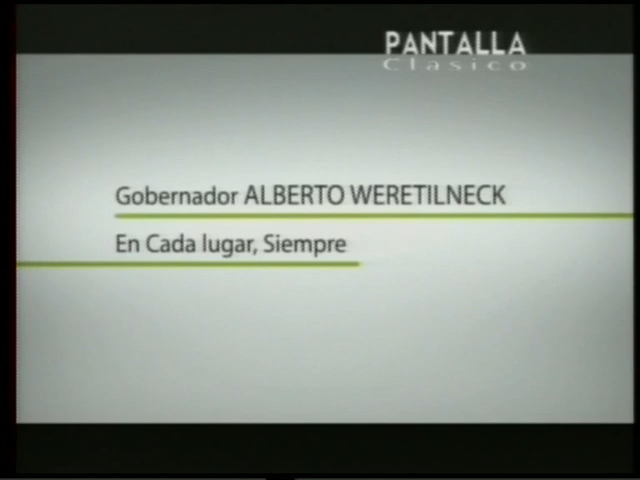 PANTALLA
Clasico
Gobernador ALBERTO WERETILNECK
En Cada lugar, Siempre